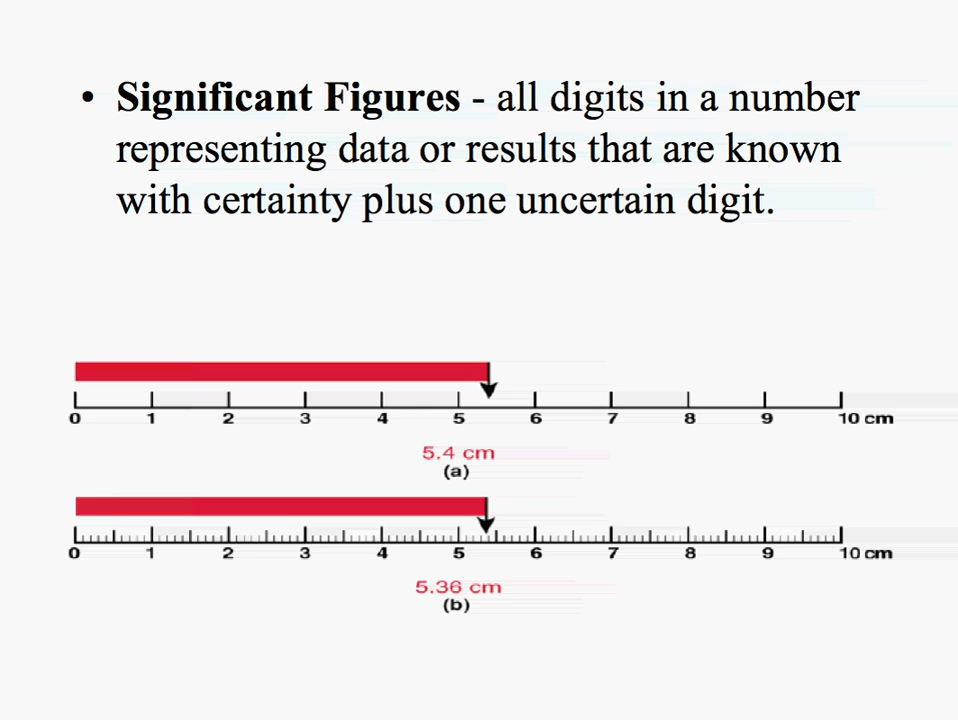 • Significant Figures - all digits in a number
representing data or results that are known
with certainty plus one uncertain digit.
0 1 2 3 4 5 6 7 8 9 10 cm
5.4 cm
(a)
0 1 2 3 4 5 6 7 8 9 10 cm
5.36 cm
(b)